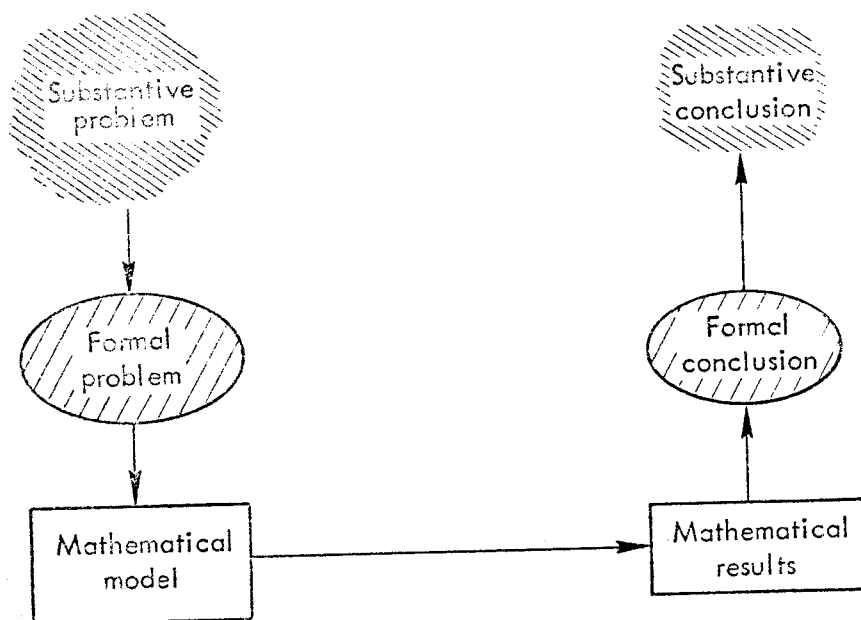 Substantive
problem
Substantive
conclusion
Formal
problem
Formal
conclusion
Mathematical
model
Mathematical
results